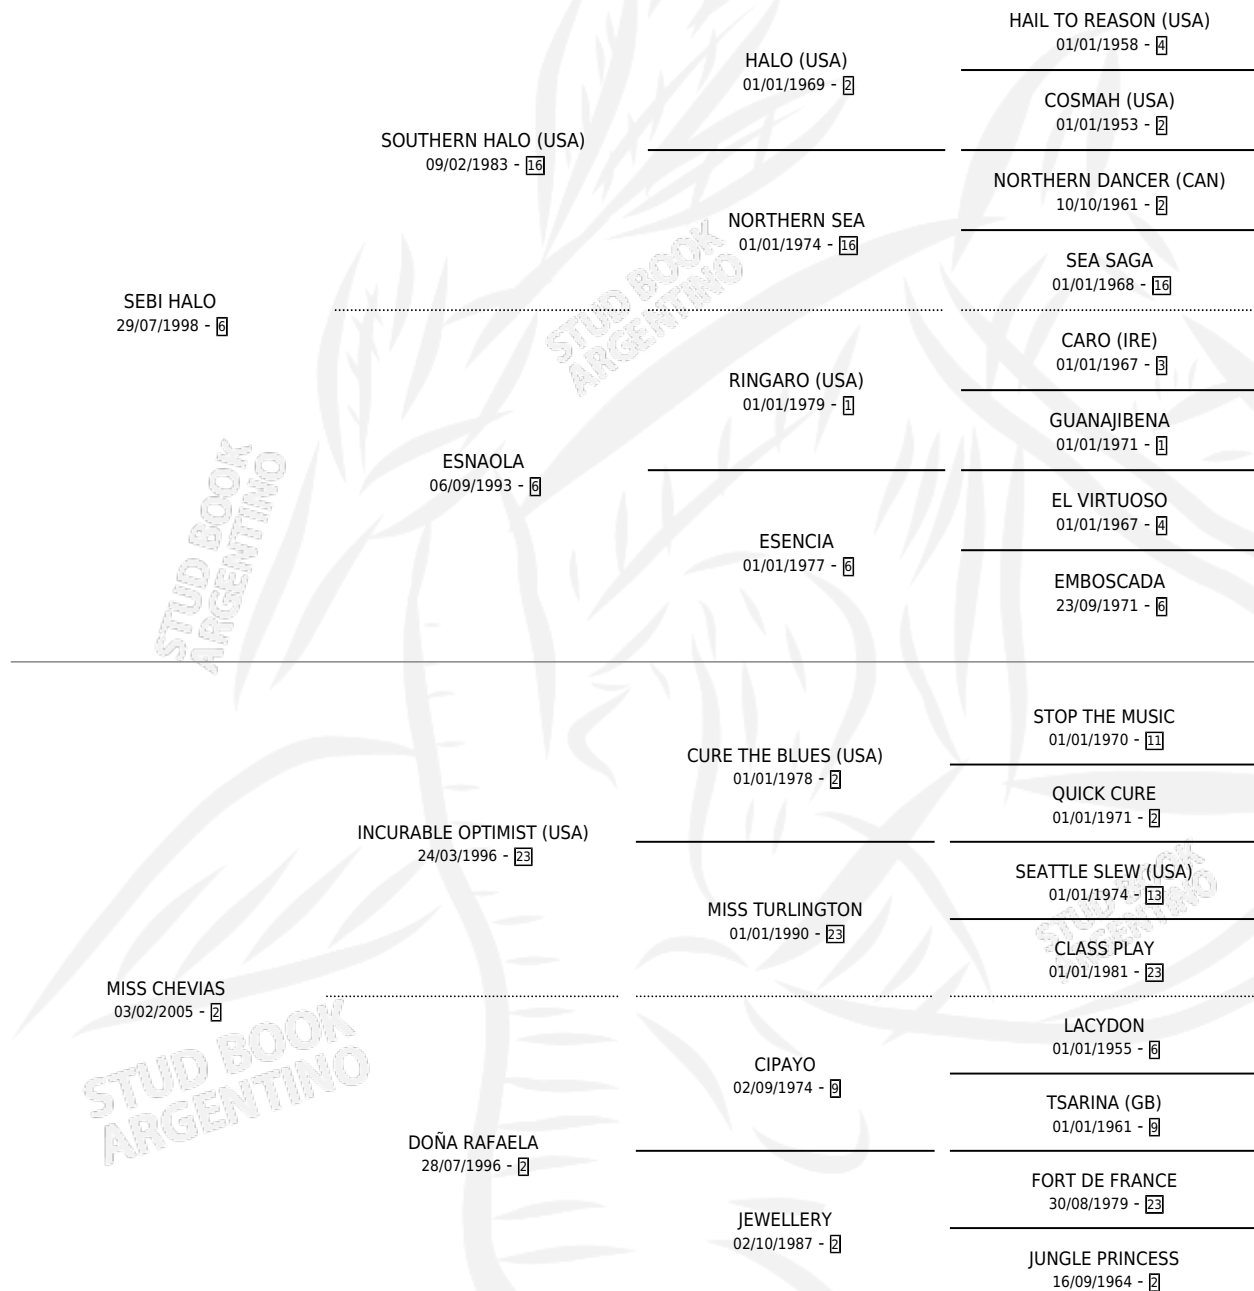 HAIL TO REASON (USA)
01/01/1958 - 4
HALO (USA)
01/01/1969 - 2
COSMAH (USA)
01/01/1953 - 2
SOUTHERN HALO (USA)
09/02/1983 - 16
NORTHERN DANCER (CAN)
10/10/1961 - 2
NORTHERN SEA
01/01/1974 - 16
SEA SAGA
01/01/1968 - 16
SEBI HALO
29/07/1998 - 6
CARO (IRE)
01/01/1967 - 3
RINGARO (USA)
01/01/1979 - 1
GUANAJIBENA
01/01/1971 - 1
ESNAOLA
06/09/1993 - 6
EL VIRTUOSO
01/01/1967 - 4
ESENCIA
01/01/1977 - 6
EMBOSCADA
23/09/1971 - 6
STUD BOOK
ARGENTINO
STUD BOOK
ARGENTINO
STOP THE MUSIC
01/01/1970 - 11
CURE THE BLUES (USA)
01/01/1978 - 2
QUICK CURE
01/01/1971 - 2
INCURABLE OPTIMIST (USA)
24/03/1996 - 23
SEATTLE SLEW (USA)
01/01/1974 - 13
MISS TURLINGTON
01/01/1990 - 23
CLASS PLAY
01/01/1981 - 23
STUD BOOK
ARGENTINO
MISS CHEVIAS
03/02/2005 - 2
LACYDON
01/01/1955 - 6
CIPAYO
02/09/1974 - 9
TSARINA (GB)
01/01/1961 - 9
STUD BOOK
ARGENTINO
DOÑA RAFAELA
28/07/1996 - 2
FORT DE FRANCE
30/08/1979 - 23
JEWELLERY
02/10/1987 - 2
JUNGLE PRINCESS
16/09/1964 - 2